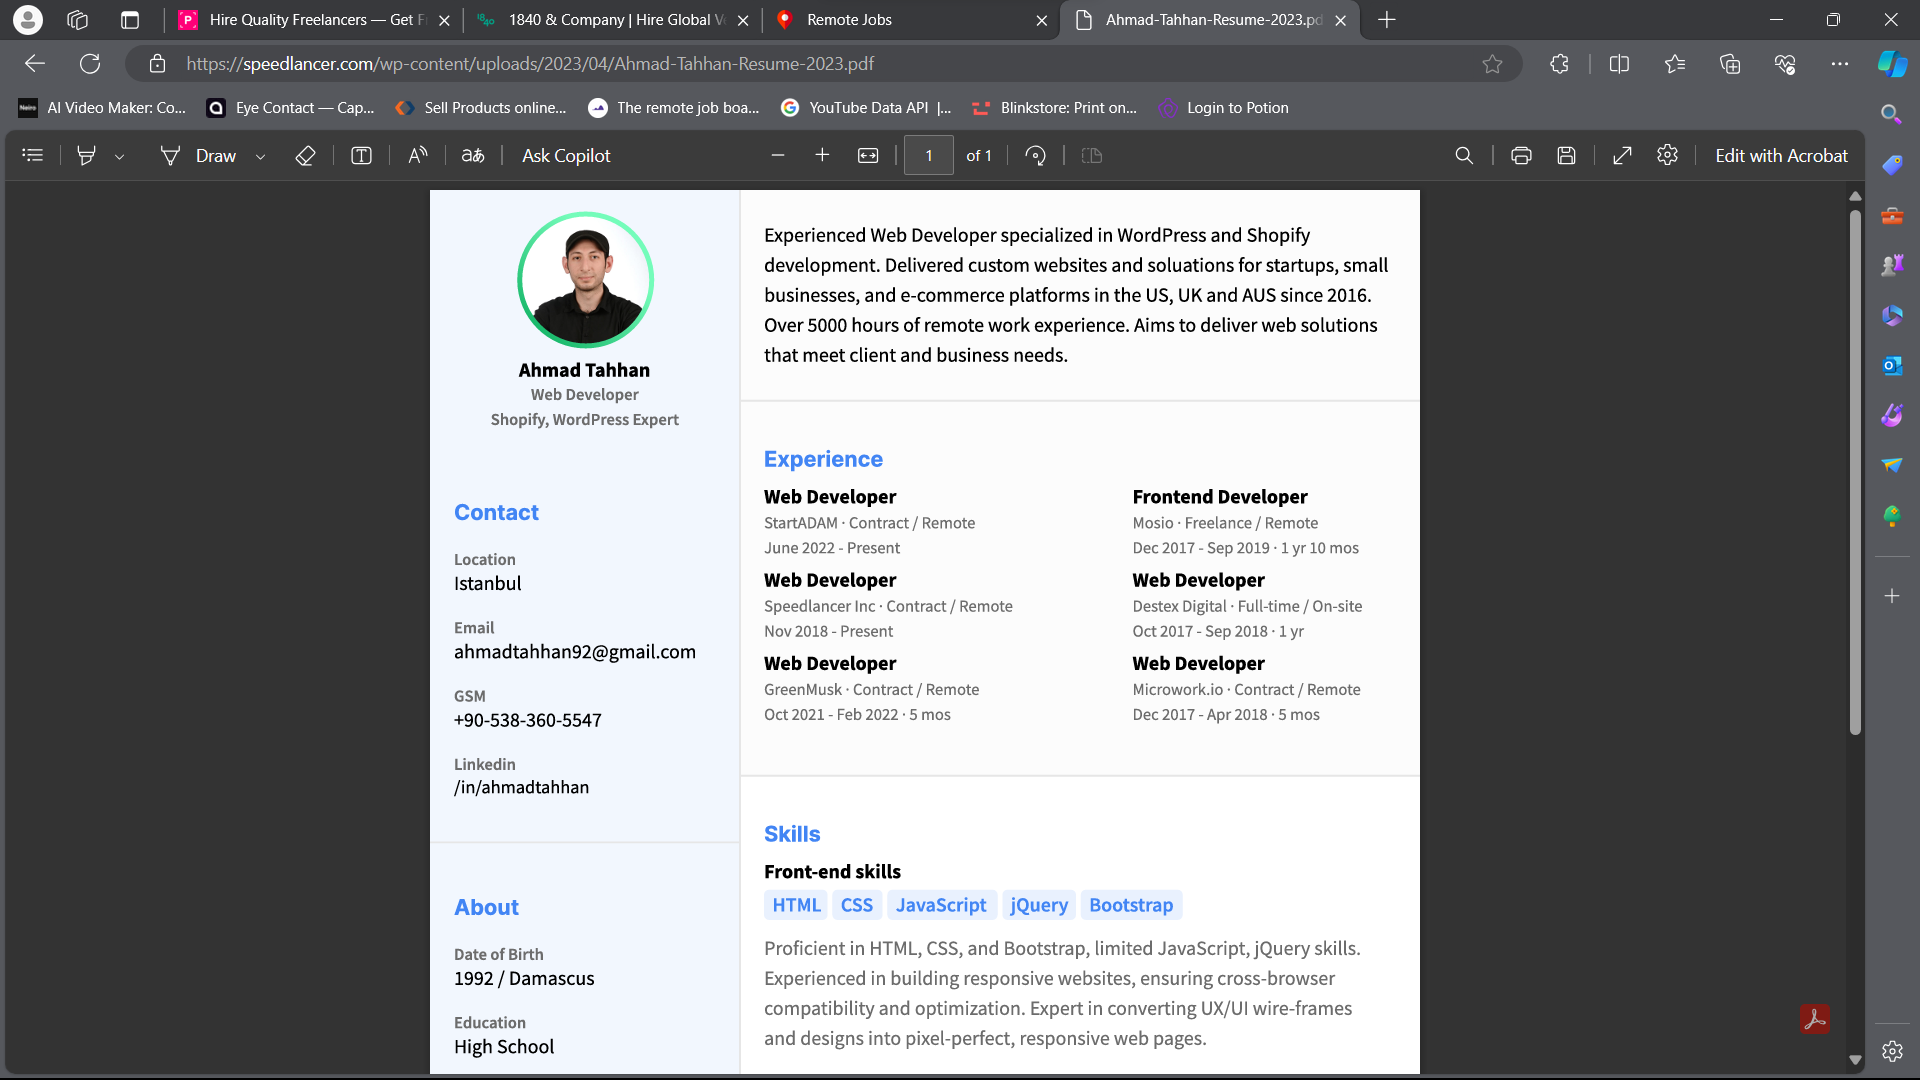 Hire Quality Freelancers — Get F
1840 & Company | Hire Global V
Remote Jobs
Ahmad-Tahhan-Resume-2023.pd
https://speedlancer.com/wp-content/uploads/2023/04/Ahmad-Tahhan-Resume-2023.pdf
AI Video Maker: Co...
Eye Contact — Cap...
Sell Products online...
The remote job boa...
YouTube Data API |...
Blinkstore: Print on...
Login to Potion
Draw
Ask Copilot
1
of 1
Edit with Acrobat
Ahmad Tahhan
Web Developer
Shopify, WordPress Expert
Contact
Location
Istanbul
Email
ahmadtahhan92@gmail.com
GSM
+90-538-360-5547
Linkedin
/in/ahmadtahhan
About
Date of Birth
1992 / Damascus
Education
High School
Experienced Web Developer specialized in WordPress and Shopify
development. Delivered custom websites and soluations for startups, small
businesses, and e-commerce platforms in the US, UK and AUS since 2016.
Over 5000 hours of remote work experience. Aims to deliver web solutions
that meet client and business needs.
Experience
Web Developer
StartADAM · Contract / Remote
June 2022 - Present
Web Developer
Speedlancer Inc · Contract / Remote
Nov 2018 - Present
Web Developer
GreenMusk · Contract / Remote
Oct 2021 - Feb 2022 · 5 mos
Frontend Developer
Mosio · Freelance / Remote
Dec 2017 - Sep 2019 · 1 yr 10 mos
Web Developer
Destex Digital · Full-time / On-site
Oct 2017 - Sep 2018 · 1 yr
Web Developer
Microwork.io · Contract / Remote
Dec 2017 - Apr 2018 · 5 mos
Skills
Front-end skills
HTML CSS JavaScript jQuery Bootstrap
Proficient in HTML, CSS, and Bootstrap, limited JavaScript, jQuery skills.
Experienced in building responsive websites, ensuring cross-browser
compatibility and optimization. Expert in converting UX/UI wire-frames
and designs into pixel-perfect, responsive web pages.